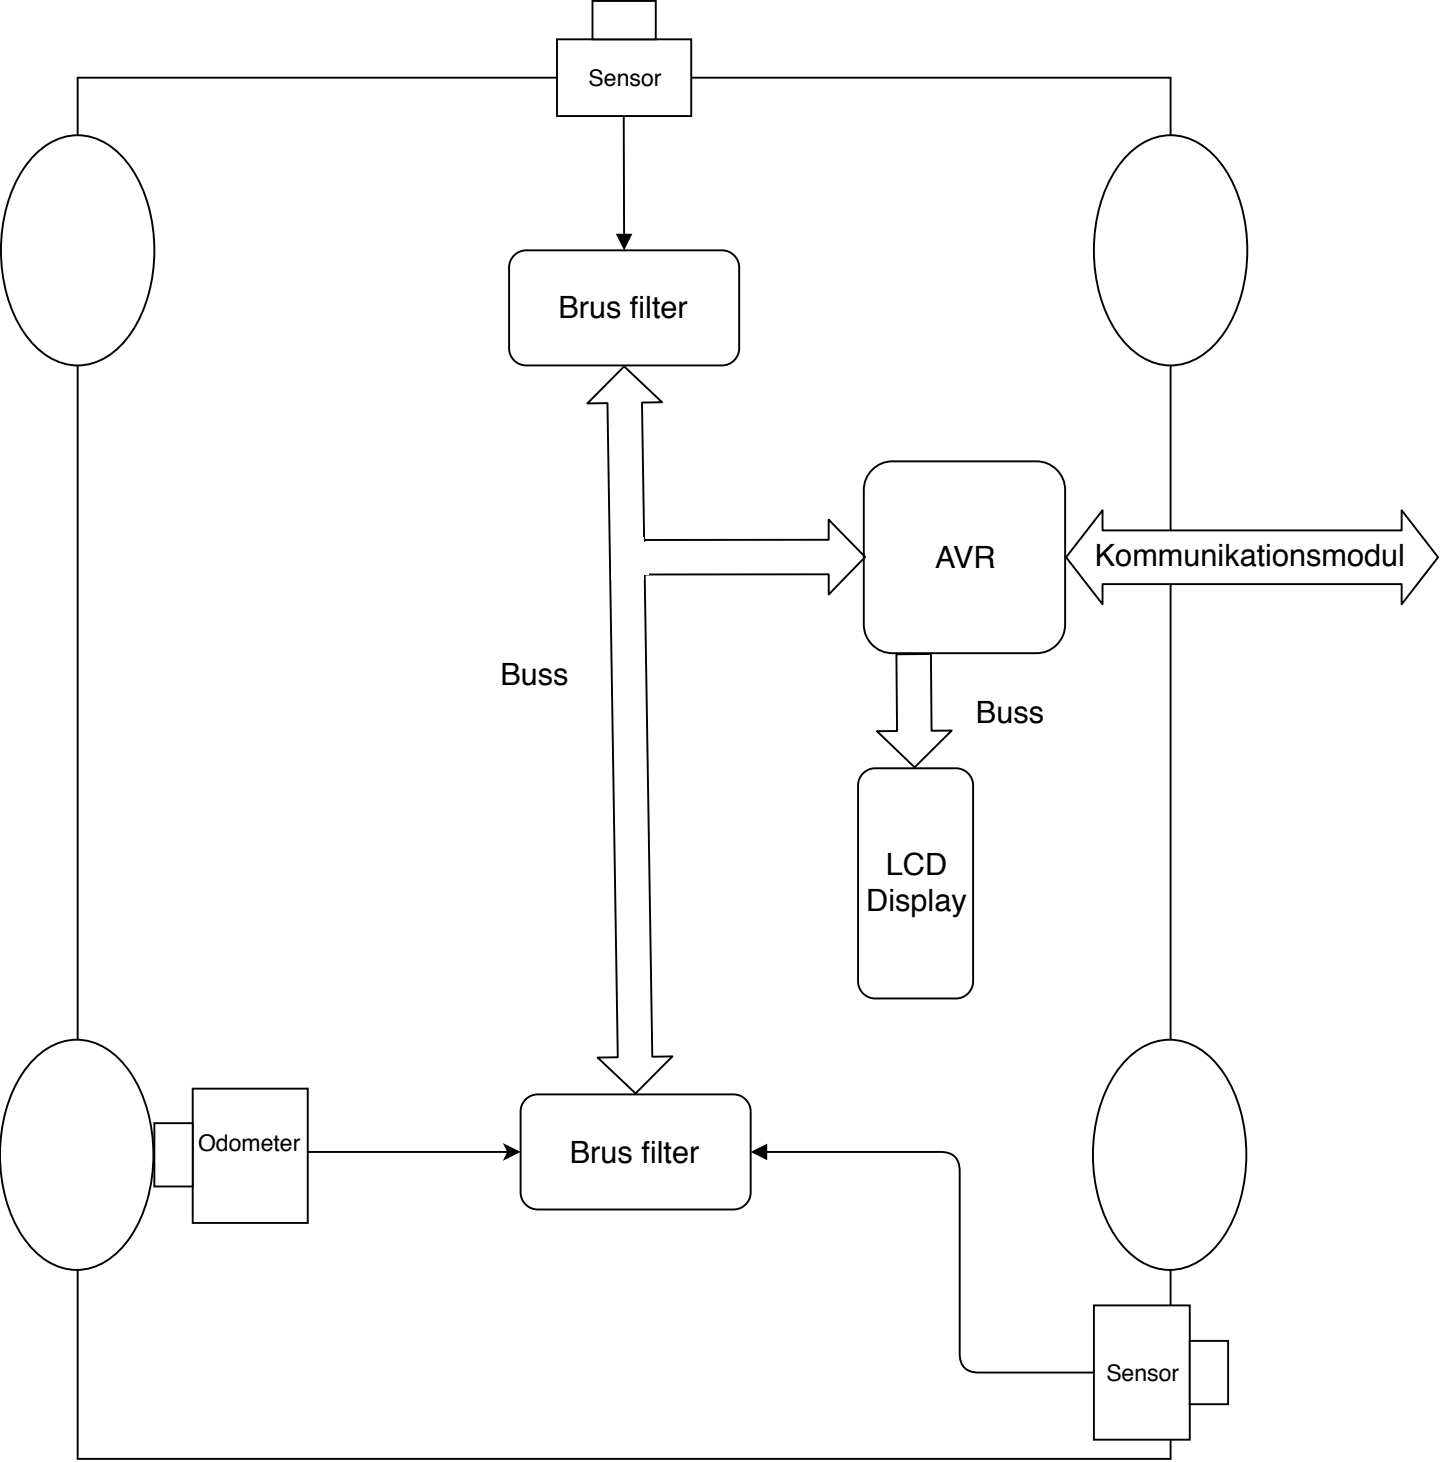 Sensor
Brus filter
AVR
Kommunikationsmodul
Buss
Buss
LCD
Display
Odometer
Brus filter
Sensor